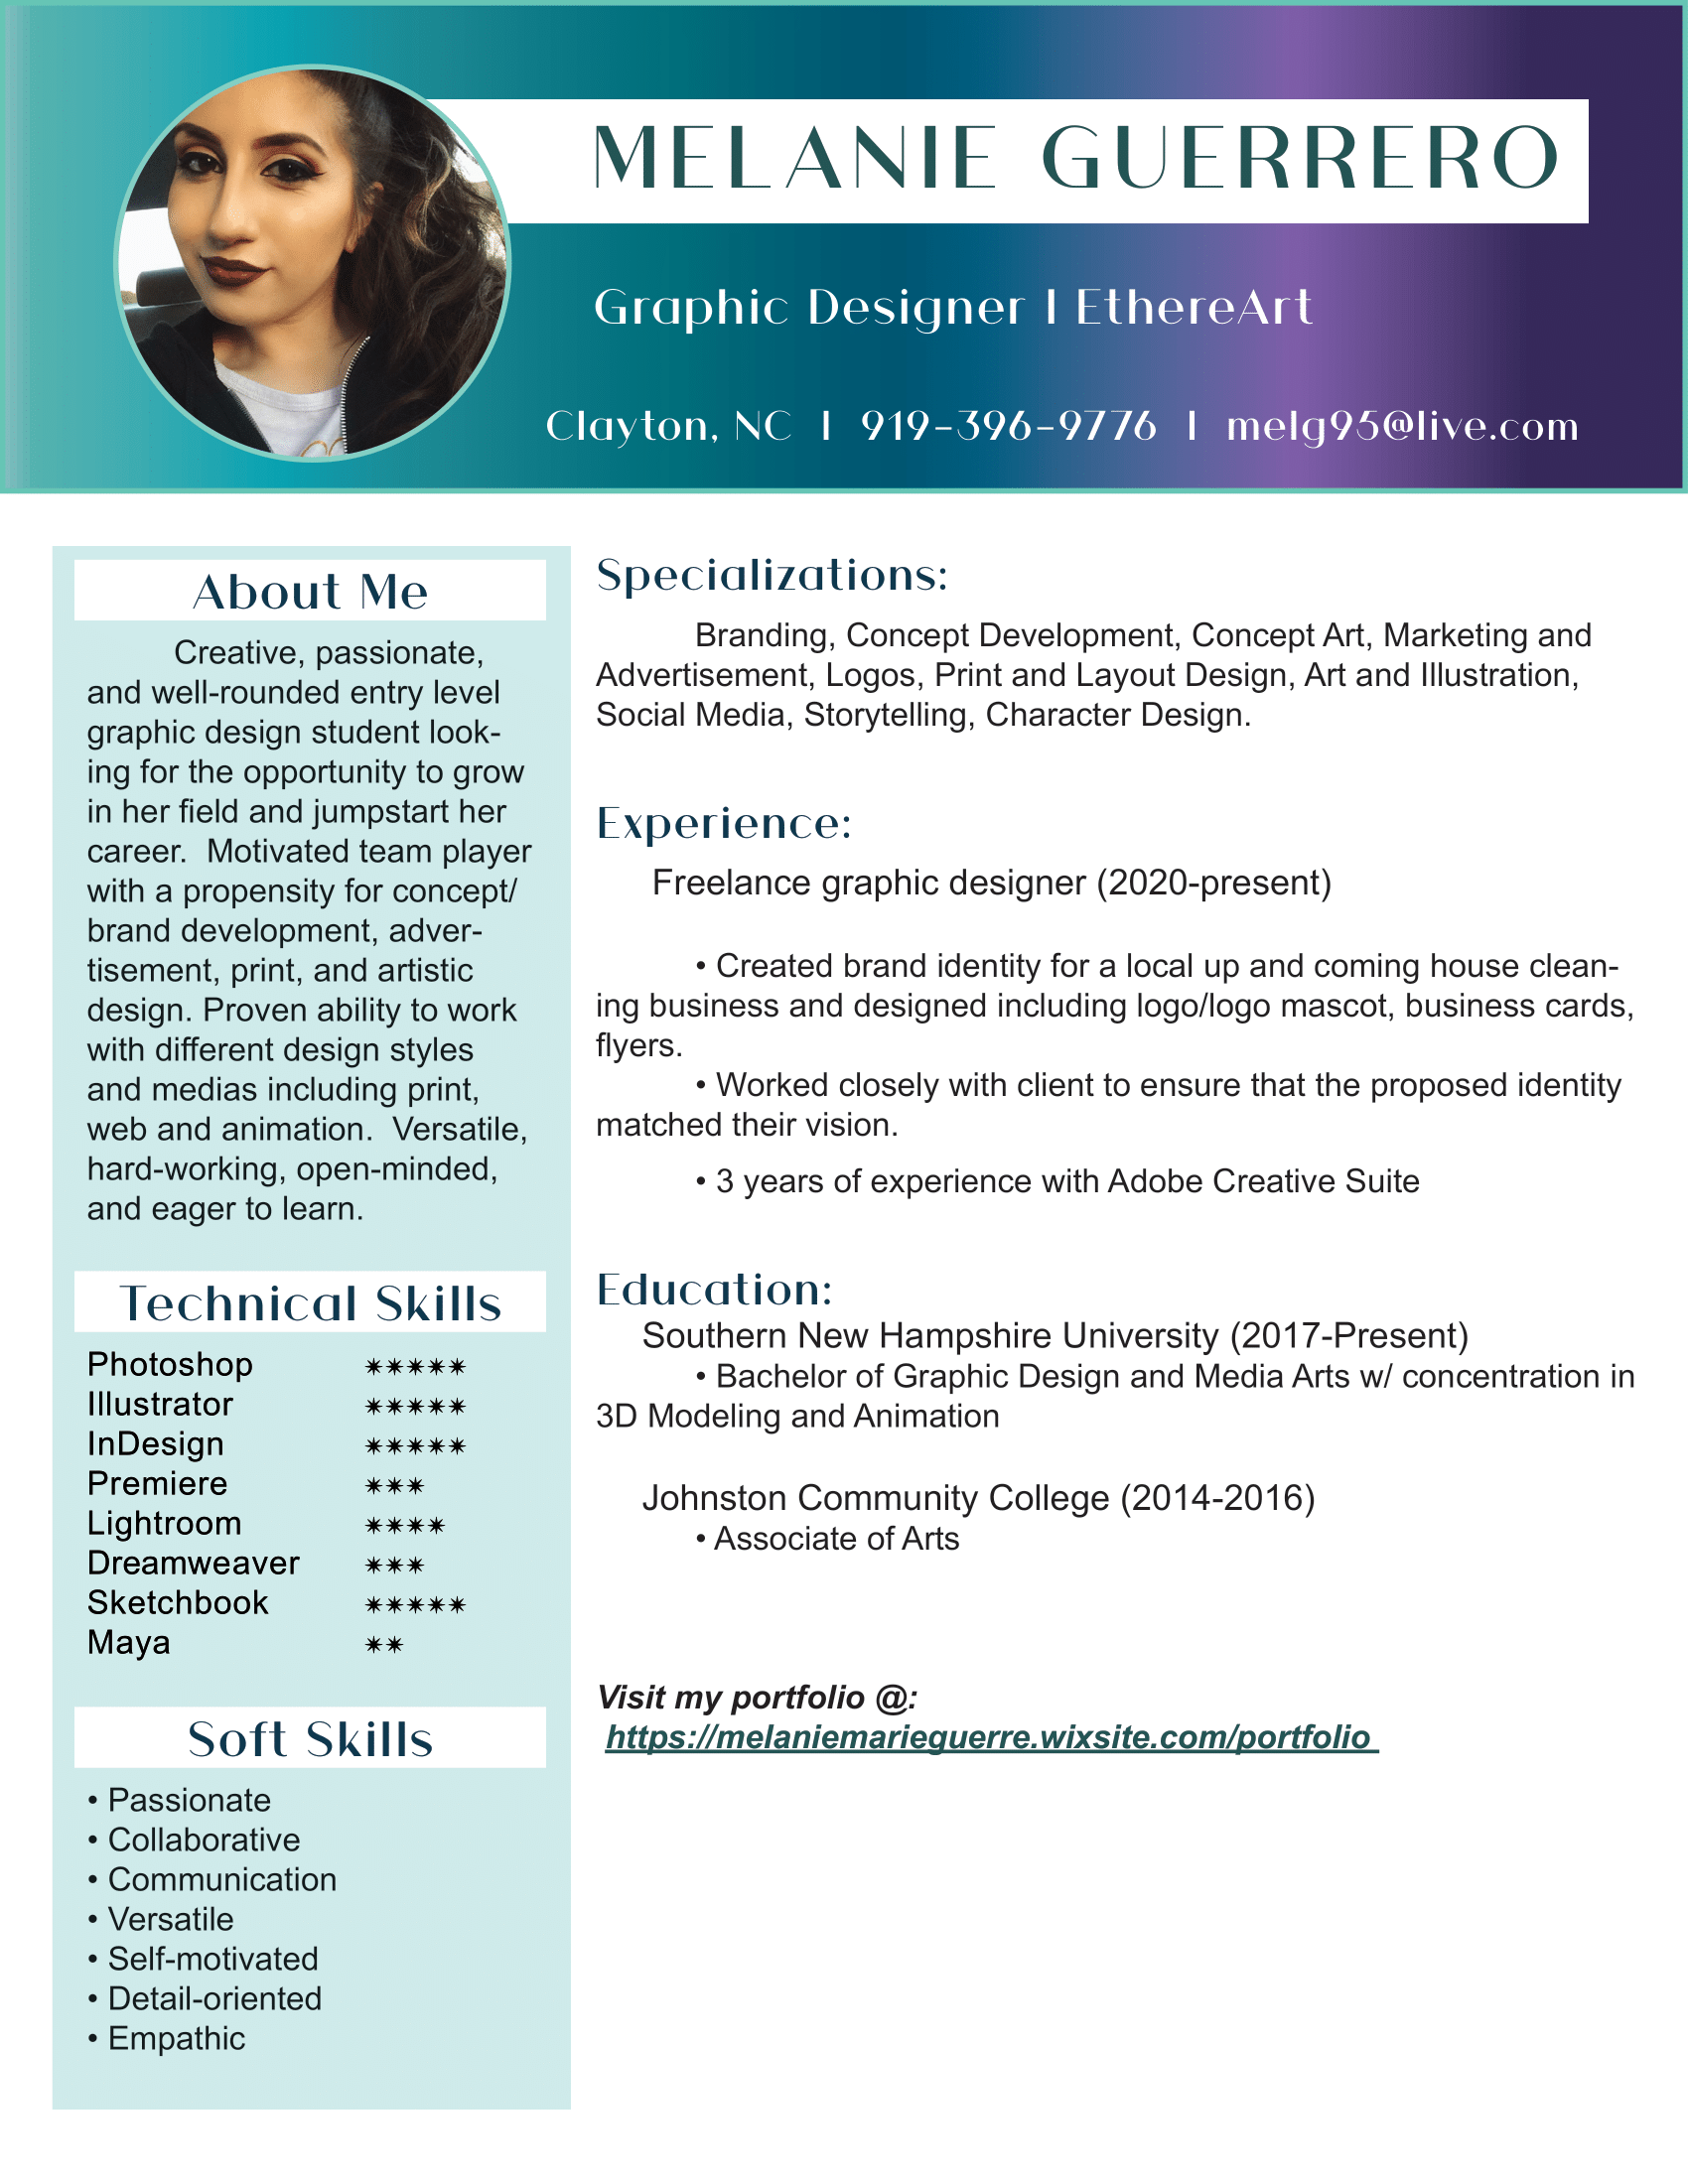 MELANIE GUERRERO
Graphic Designer I EthereArt
Clayton, NC I 919-396-9776 I melg95@live.com
About Me
Creative, passionate,
and well-rounded entry level
graphic design student look-
ing for the opportunity to grow
in her field and jumpstart her
career.  Motivated team player
with a propensity for concept/
brand development, adver-
tisement, print, and artistic
design. Proven ability to work
with different design styles
and medias including print,
web and animation.  Versatile,
hard-working, open-minded,
and eager to learn.
Technical Skills
Photoshop ✷✷✷✷✷
Illustrator ✷✷✷✷✷
InDesign ✷✷✷✷✷
Premiere ✷✷✷
Lightroom ✷✷✷✷
Dreamweaver ✷✷✷
Sketchbook ✷✷✷✷✷
Maya ✷✷
Soft Skills
• Passionate
• Collaborative
• Communication
• Versatile
• Self-motivated
• Detail-oriented
• Empathic
Specializations:
Branding, Concept Development, Concept Art, Marketing and
Advertisement, Logos, Print and Layout Design, Art and Illustration,
Social Media, Storytelling, Character Design.
Experience:
Freelance graphic designer (2020-present)
• Created brand identity for a local up and coming house clean-
ing business and designed including logo/logo mascot, business cards,
flyers.
• Worked closely with client to ensure that the proposed identity
matched their vision.
• 3 years of experience with Adobe Creative Suite
Education:
Southern New Hampshire University (2017-Present)
• Bachelor of Graphic Design and Media Arts w/ concentration in
3D Modeling and Animation
Johnston Community College (2014-2016)
• Associate of Arts
Visit my portfolio @:
https://melaniemarieguerre.wixsite.com/portfolio